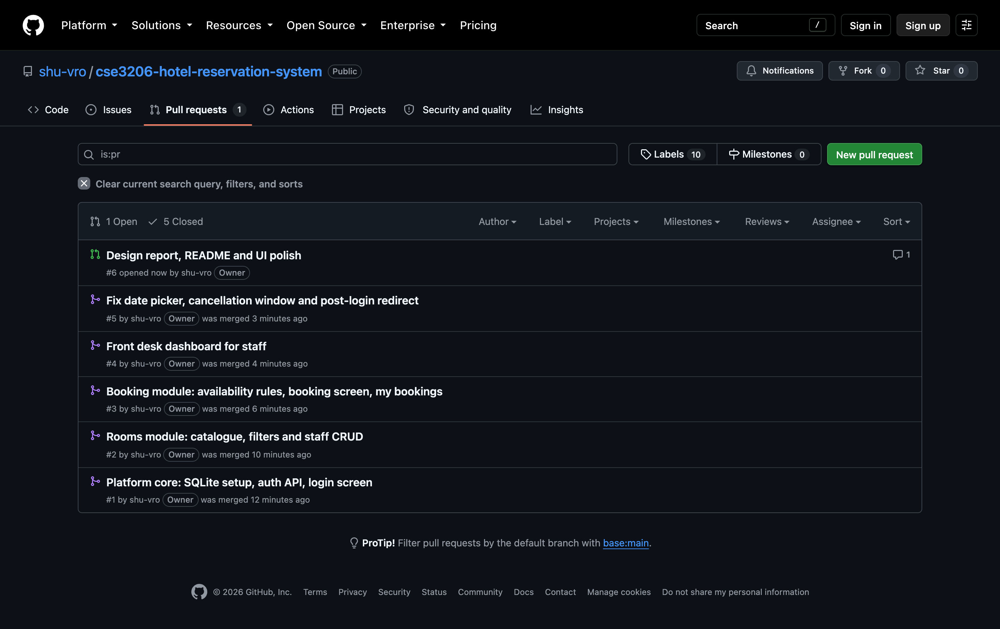 Platform Solutions Resources Open Source Enterprise Pricing Search / Sign in Sign up
shu-vro / cse3206-hotel-reservation-system Public Notifications Fork 0 Star 0
Code Issues Pull requests 1 Actions Projects Security and quality Insights
is:pr Labels 10 Milestones 0 New pull request
Clear current search query, filters, and sorts
1 Open 5 Closed Author Label Projects Milestones Reviews Assignee Sort
Design report, README and UI polish 1
#6 opened now by shu-vro Owner
Fix date picker, cancellation window and post-login redirect
#5 by shu-vro Owner was merged 3 minutes ago
Front desk dashboard for staff
#4 by shu-vro Owner was merged 4 minutes ago
Booking module: availability rules, booking screen, my bookings
#3 by shu-vro Owner was merged 6 minutes ago
Rooms module: catalogue, filters and staff CRUD
#2 by shu-vro Owner was merged 10 minutes ago
Platform core: SQLite setup, auth API, login screen
#1 by shu-vro Owner was merged 12 minutes ago
ProTip! Filter pull requests by the default branch with base:main.
© 2026 GitHub, Inc. Terms Privacy Security Status Community Docs Contact Manage cookies Do not share my personal information